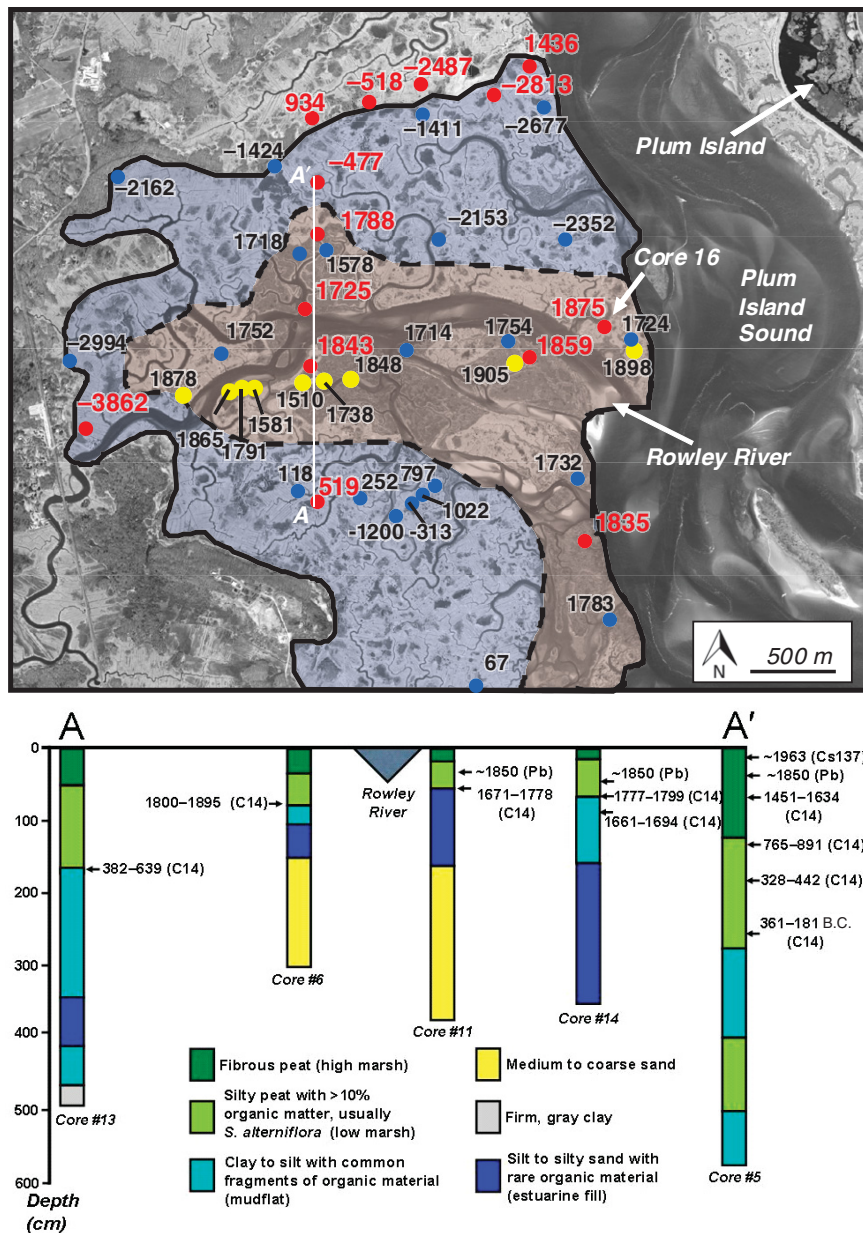 1436
–2487
–518
–2813
934
–1411
–2677
Plum Island
–1424
A′
–477
–2162
1788
–2153
–2352
1718
1578
Core 16
1725
Plum
Island
Sound
1875
1752
1714
1754
1724
–2994
1843
1859
1848
1898
1878
1510
1905
–3862
1738
1865
1581
1791
Rowley River
118
519
252
797
1732
A
1022
-1200
-313
1835
1783
67
N
500 m
A
A′
0
100
200
300
400
500
600
Depth
(cm)
Rowley
River
382–639 (C14)
1800–1895 (C14)
~1850 (Pb)
1671–1778
(C14)
~1850 (Pb)
1777–1799 (C14)
1661–1694 (C14)
~1963 (Cs137)
~1850 (Pb)
1451–1634
(C14)
765–891 (C14)
328–442 (C14)
361–181 B.C.
(C14)
Core #13
Core #6
Core #11
Core #14
Core #5
Fibrous peat (high marsh)
Silty peat with >10%
organic matter, usually
S. alterniflora (low marsh)
Clay to silt with common
fragments of organic material
(mudflat)
Medium to coarse sand
Firm, gray clay
Silt to silty sand with
rare organic material
(estuarine fill)